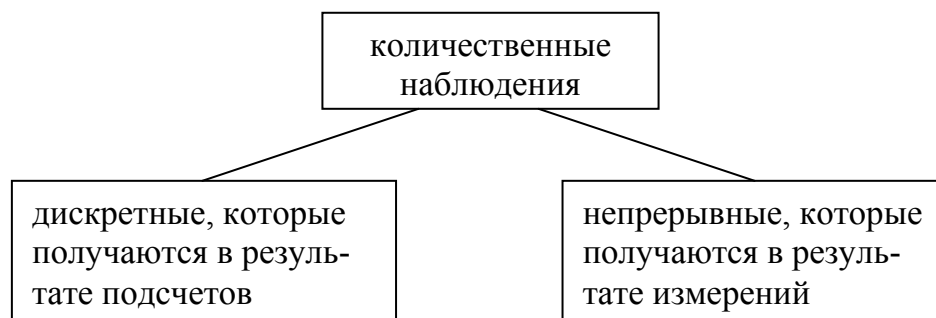 количественные
наблюдения
дискретные, которые
получаются в резуль-
тате подсчетов
непрерывные, которые
получаются в резуль-
тате измерений